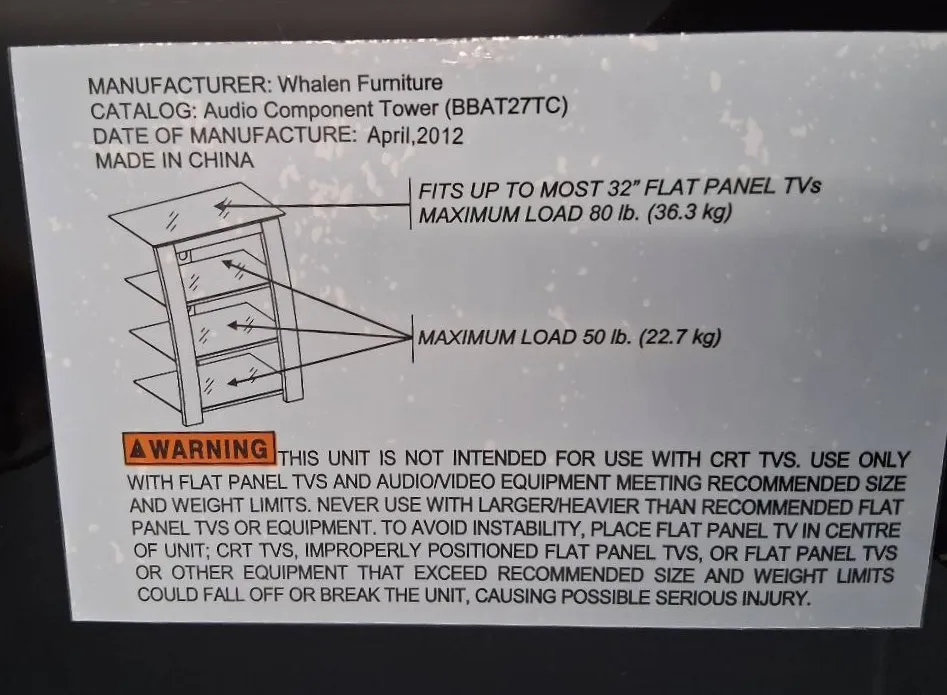 MANUFACTURER: Whalen Furniture
CATALOG: Audio Component Tower (BBAT27TC)
DATE OF MANUFACTURE: April,2012
MADE IN CHINA
FITS UP TO MOST 32" FLAT PANEL TVs
MAXIMUM LOAD 80 lb. (36.3 kg)
MAXIMUM LOAD 50 lb. (22.7 kg)
WARNING THIS UNIT IS NOT INTENDED FOR USE WITH CRT TVS. USE ONLY
WITH FLAT PANEL TVS AND AUDIO/VIDEO EQUIPMENT MEETING RECOMMENDED SIZE
AND WEIGHT LIMITS. NEVER USE WITH LARGER/HEAVIER THAN RECOMMENDED FLAT
PANEL TVS OR EQUIPMENT. TO AVOID INSTABILITY, PLACE FLAT PANEL TV IN CENTRE
OF UNIT; CRT TVS, IMPROPERLY POSITIONED FLAT PANEL TVS, OR FLAT PANEL TVS
OR OTHER EQUIPMENT THAT EXCEED RECOMMENDED SIZE AND WEIGHT LIMITS
COULD FALL OFF OR BREAK THE UNIT, CAUSING POSSIBLE SERIOUS INJURY.